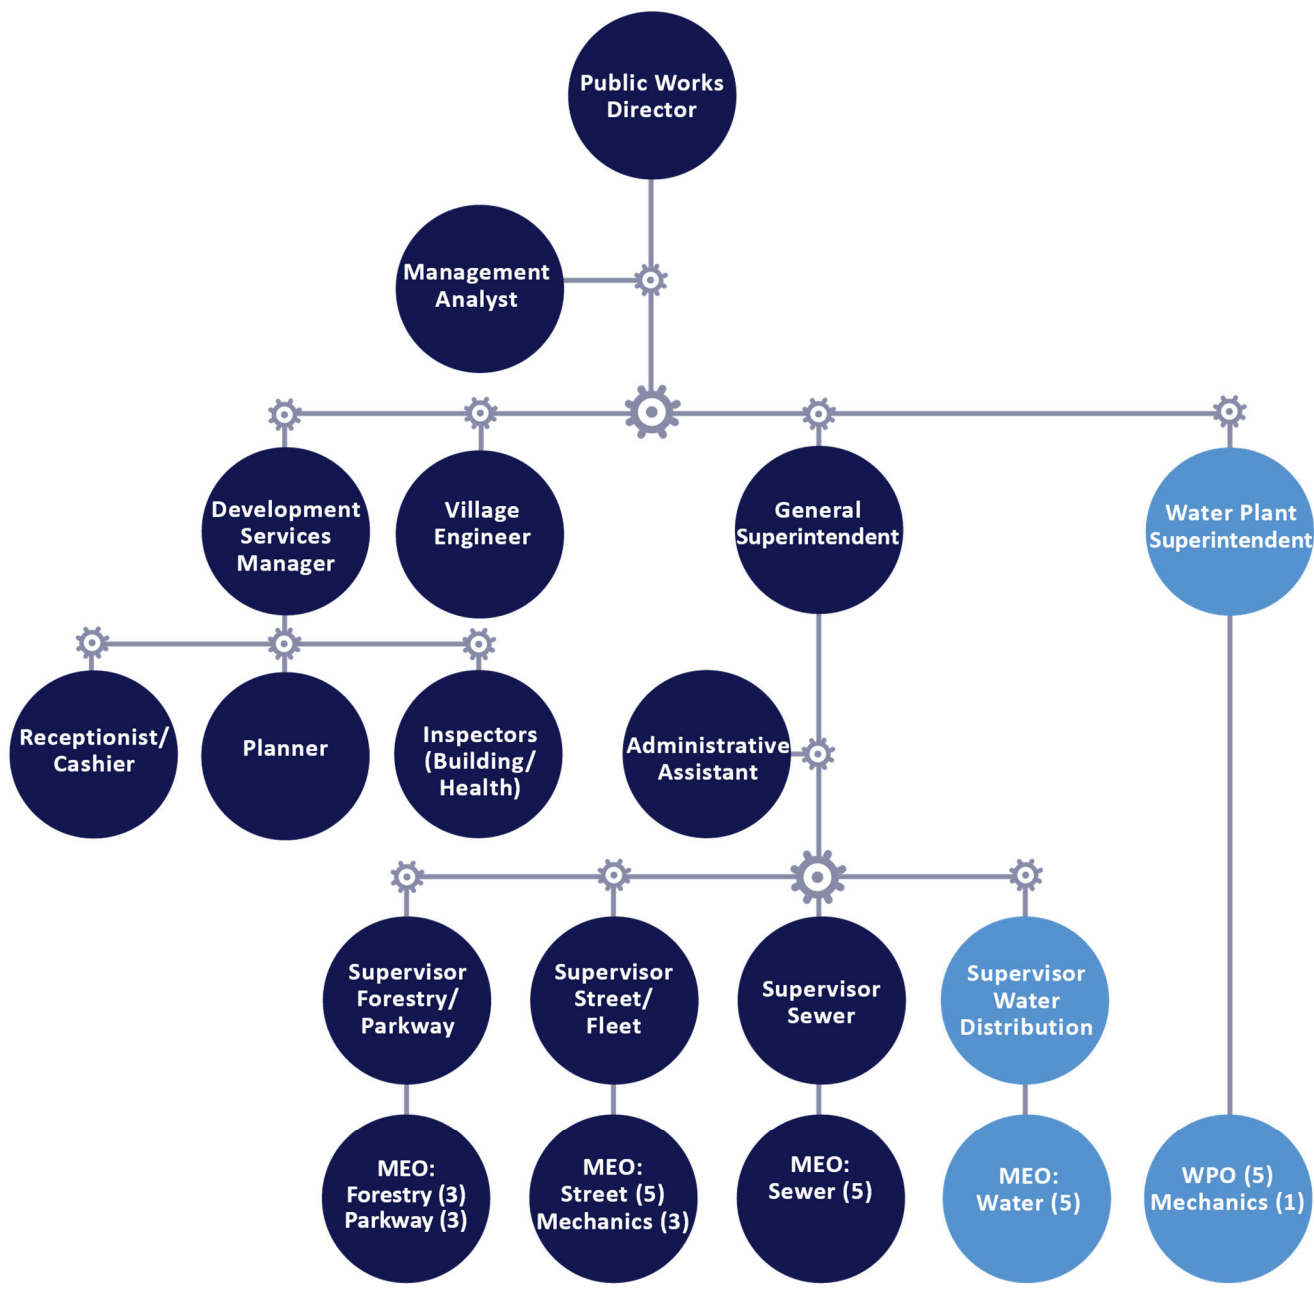 Public Works
Director
Management
Analyst
Development
Services
Manager
Village
Engineer
General
Superintendent
Water Plant
Superintendent
Receptionist/
Cashier
Planner
Inspectors
(Building/
Health)
Administrative
Assistant
Supervisor
Forestry/
Parkway
Supervisor
Street/
Fleet
Supervisor
Sewer
Supervisor
Water
Distribution
MEO:
Forestry (3)
Parkway (3)
MEO:
Street (5)
Mechanics (3)
MEO:
Sewer (5)
MEO:
Water (5)
WPO (5)
Mechanics (1)